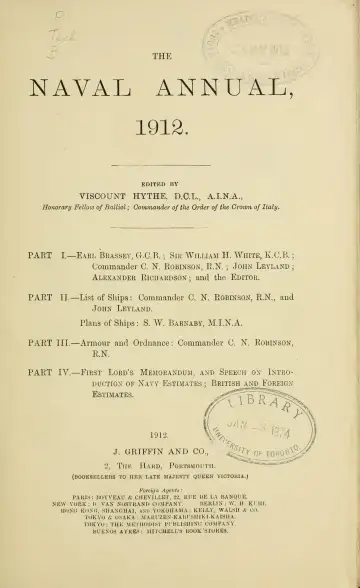 THE
NAVAL ANNUAL,
1912.
EDITED BY
VISCOUNT HYTHE, D.C.L., A.I.N.A.,
Honorary Fellow of Balliol; Commander of the Order of the Crown of Italy.
PART I.—EARL BRASSEY, G.C.B.; SIR WILLIAM H. WHITE, K.C.B.;
Commander C. N. ROBINSON, R.N.; JOHN LEYLAND;
ALEXANDER RICHARDSON; and the EDITOR.
PART II.—List of Ships: Commander C. N. ROBINSON, R.N., and
JOHN LEYLAND.
Plans of Ships: S. W. BARNABY, M.I.N.A.
PART III.—Armour and Ordnance: Commander C. N. ROBINSON,
R.N.
PART IV.—FIRST LORD'S MEMORANDUM, AND SPEECH ON INTRO-
DUCTION OF NAVY ESTIMATES; BRITISH AND FOREIGN
ESTIMATES.
LIBRARY
UNIVERSITY OF TORONTO
1912.
J. GRIFFIN AND CO.,
2, THE HARD, PORTSMOUTH.
(BOOKSELLERS TO HER LATE MAJESTY QUEEN VICTORIA.)
Foreign Agents:
PARIS: BOYVEAU & CHEVILLET, 22, RUE DE LA BANQUE.
NEW YORK: D. VAN NOSTRAND COMPANY. BERLIN: W. H. KÜHL.
HONG KONG, SHANGHAI, AND YOKOHAMA: KELLY, WALSH & CO.
TOKYO & OSAKA: MARUZEN-KABUSHIKI-KAISHA.
TOKYO: THE METHODIST PUBLISHING COMPANY.
BUENOS AYRES: MITCHELL'S BOOK STORES.